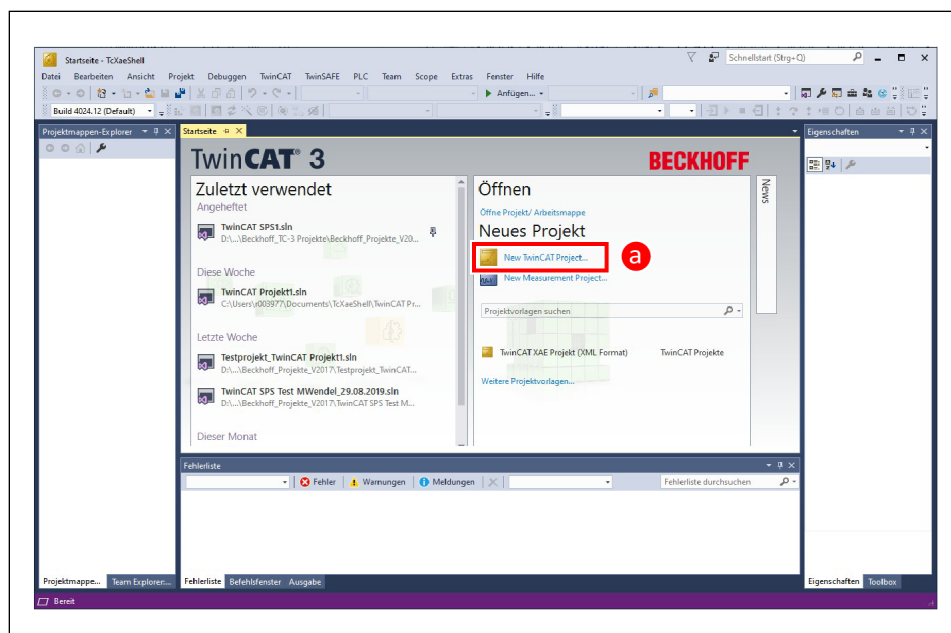 Startseite - TcXaeShell
Schnellstart (Strg+Q)
Datei Bearbeiten Ansicht Projekt Debuggen TwinCAT TwinSAFE PLC Team Scope Extras Fenster Hilfe
Anfügen...
Build 4024.12 (Default)
Projektmappen-Explorer
Startseite
Eigenschaften
TwinCAT® 3
BECKHOFF
Zuletzt verwendet
Angeheftet
TwinCAT SPS1.sln
D:\...\Beckhoff_TC-3 Projekte\Beckhoff_Projekte_V20...
Diese Woche
TwinCAT Projekt1.sln
C:\Users\r003977\Documents\TcXaeShell\TwinCAT Pr...
Letzte Woche
Testprojekt_TwinCAT Projekt1.sln
D:\...\Beckhoff_Projekte_V2017\Testprojekt_TwinCAT...
TwinCAT SPS Test MWendel_29.08.2019.sln
D:\...\Beckhoff_Projekte_V2017\TwinCAT SPS Test M...
Dieser Monat
Öffnen
Öffne Projekt/ Arbeitsmappe
Neues Projekt
New TwinCAT Project...
a
New Measurement Project...
Projektvorlagen suchen
TwinCAT XAE Projekt (XML Format) TwinCAT Projekte
Weitere Projektvorlagen...
News
Fehlerliste
Fehler Warnungen Meldungen
Fehlerliste durchsuchen
Projektmappe... Team Explorer:...
Fehlerliste Befehlsfenster Ausgabe
Eigenschaften Toolbox
Bereit